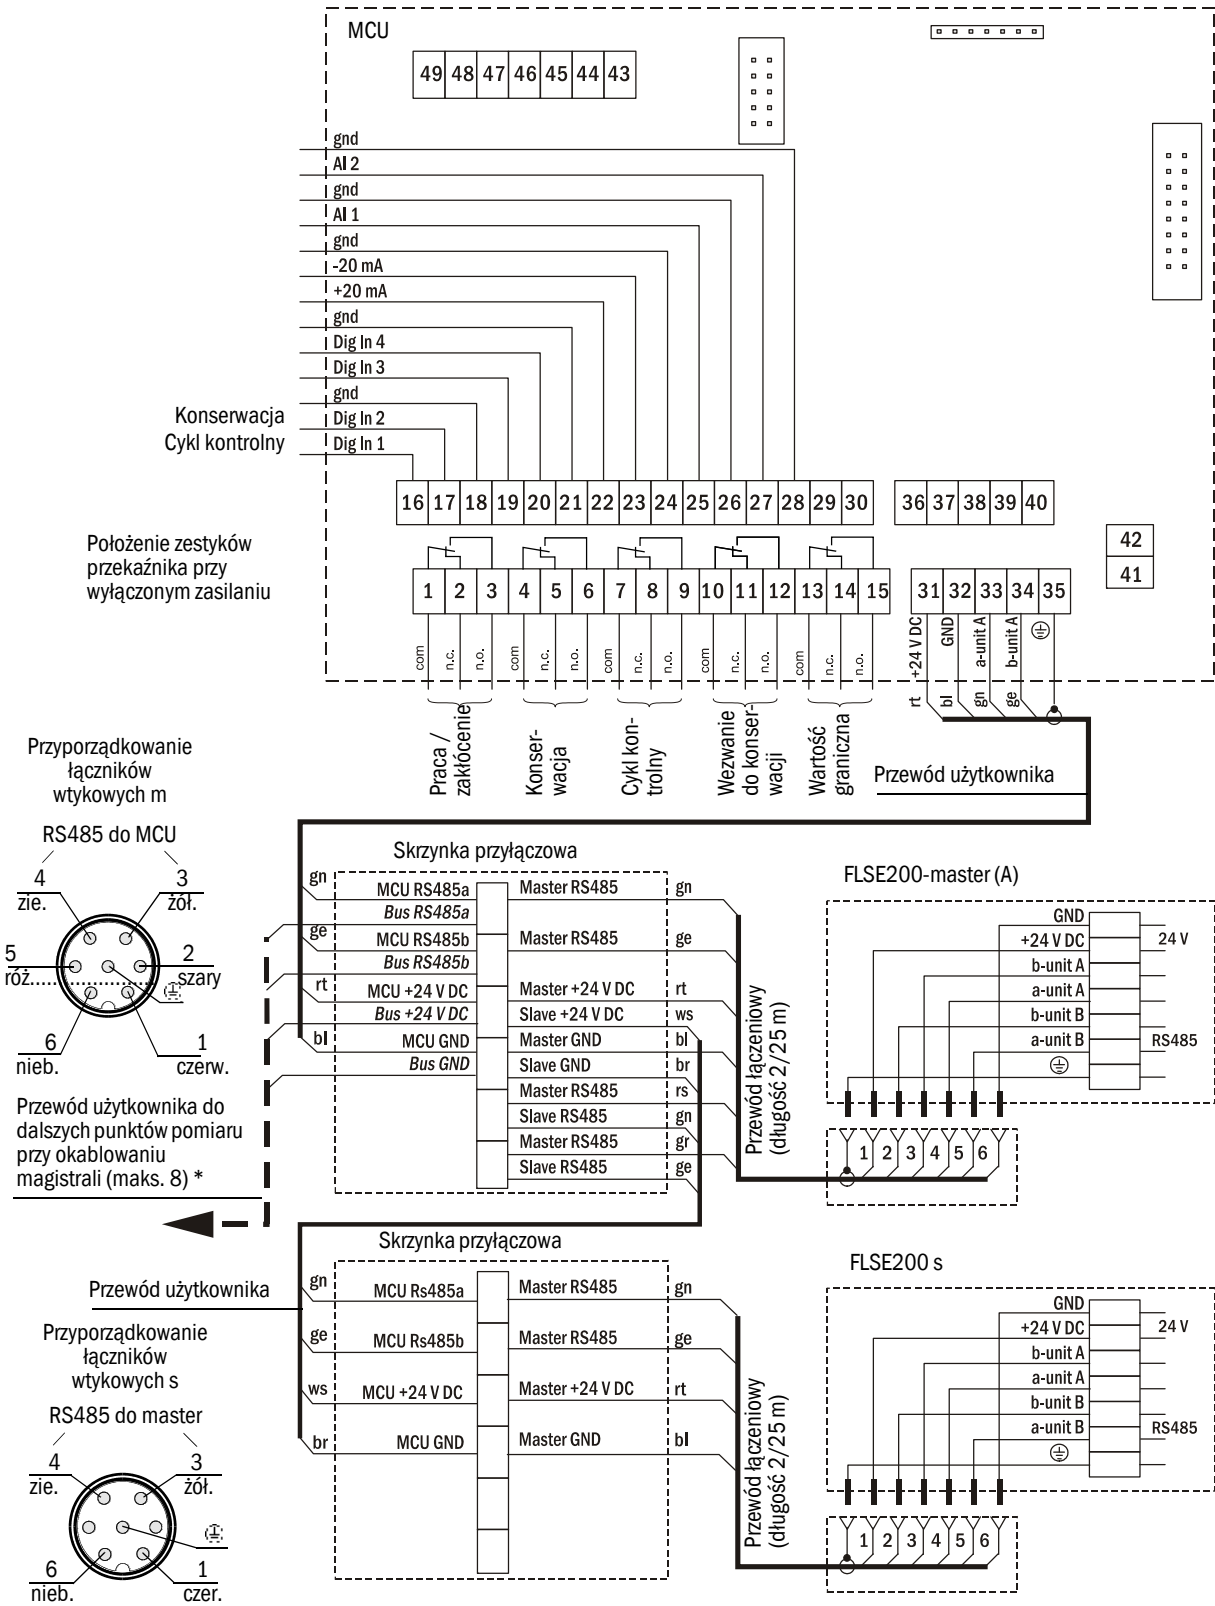 MCU
49 48 47 46 45 44 43
gnd
AI 2
gnd
AI 1
gnd
-20 mA
+20 mA
gnd
Dig In 4
Dig In 3
gnd
Konserwacja
Dig In 2
Cykl kontrolny
Dig In 1
16 17 18 19 20 21 22 23 24 25 26 27 28 29 30
36 37 38 39 40
42
41
Położenie zestyków
przekaźnika przy
wyłączonym zasilaniu
1 2 3 4 5 6 7 8 9 10 11 12 13 14 15
31 32 33 34 35
com n.c. n.o. com n.c. n.o. com n.c. n.o. com n.c. n.o. com n.c. n.o.
+24 V DC
GND
a-unit A
b-unit A
rt bl gn ge
Praca /
zakłócenie
Konser-
wacja
Cykl kon-
trolny
Wezwanie
do konser-
wacji
Wartość
graniczna
Przewód użytkownika
Przyporządkowanie
łączników
wtykowych m
RS485 do MCU
4
zie.
3
żół.
5
róż.
2
szary
6
nieb.
1
czerw.
Przewód użytkownika do
dalszych punktów pomiaru
przy okablowaniu
magistrali (maks. 8) *
Skrzynka przyłączowa
gn MCU RS485a Master RS485 gn
Bus RS485a
ge MCU RS485b Master RS485 ge
Bus RS485b
rt MCU +24 V DC Master +24 V DC rt
Bus +24 V DC Slave +24 V DC ws
bl MCU GND Master GND bl
Bus GND Slave GND br
Master RS485 rs
Slave RS485 gn
Master RS485 gr
Slave RS485 ge
Przewód łączeniowy
(długość 2/25 m)
FLSE200-master (A)
GND
+24 V DC 24 V
b-unit A
a-unit A
b-unit B
a-unit B RS485
1 2 3 4 5 6
Skrzynka przyłączowa
Przewód użytkownika
gn MCU Rs485a Master RS485 gn
ge MCU Rs485b Master RS485 ge
ws MCU +24 V DC Master +24 V DC rt
br MCU GND Master GND bl
Przewód łączeniowy
(długość 2/25 m)
FLSE200 s
GND
+24 V DC 24 V
b-unit A
a-unit A
b-unit B
a-unit B RS485
1 2 3 4 5 6
Przyporządkowanie
łączników
wtykowych s
RS485 do master
4
zie.
3
żół.
6
nieb.
1
czer.